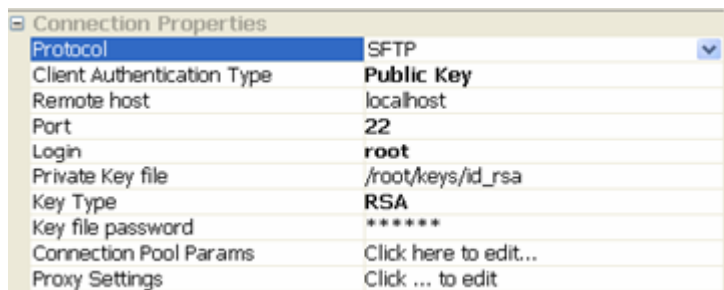 Connection Properties
Protocol SFTP
Client Authentication Type Public Key
Remote host localhost
Port 22
Login root
Private Key file /root/keys/id_rsa
Key Type RSA
Key file password ******
Connection Pool Params Click here to edit...
Proxy Settings Click ... to edit